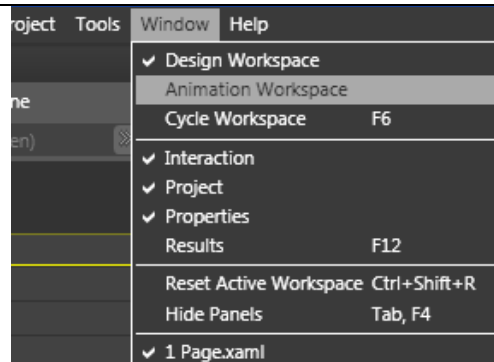 roject Tools Window Help
Design Workspace
ne
Animation Workspace
Cycle Workspace F6
en)
Interaction
Project
Properties
Results F12
Reset Active Workspace Ctrl+Shift+R
Hide Panels Tab, F4
1 Page.xaml